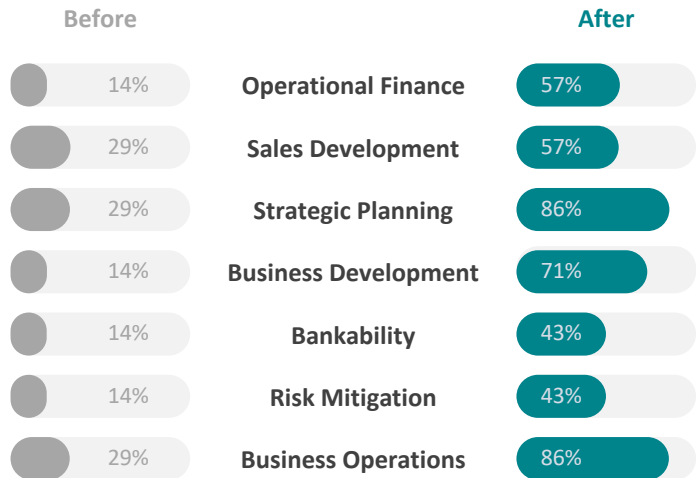 Before After
14% Operational Finance 57%
29% Sales Development 57%
29% Strategic Planning 86%
14% Business Development 71%
14% Bankability 43%
14% Risk Mitigation 43%
29% Business Operations 86%